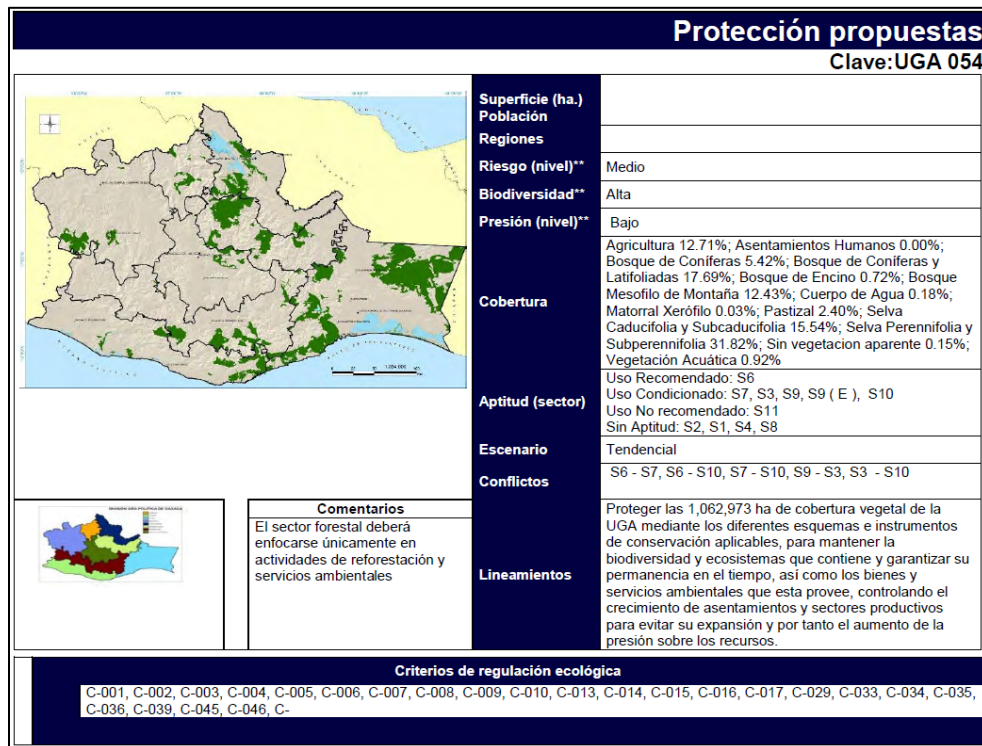 Protección propuestas
Clave:UGA 054
Superficie (ha.)
Población
Regiones
Riesgo (nivel)**
Medio
Biodiversidad**
Alta
Presión (nivel)**
Bajo
Cobertura
Agricultura 12.71%; Asentamientos Humanos 0.00%;
Bosque de Coníferas 5.42%; Bosque de Coníferas y
Latifoliadas 17.69%; Bosque de Encino 0.72%; Bosque
Mesofilo de Montaña 12.43%; Cuerpo de Agua 0.18%;
Matorral Xerófilo 0.03%; Pastizal 2.40%; Selva
Caducifolia y Subcaducifolia 15.54%; Selva Perennifolia y
Subperennifolia 31.82%; Sin vegetacion aparente 0.15%;
Vegetación Acuática 0.92%
Aptitud (sector)
Uso Recomendado: S6
Uso Condicionado: S7, S3, S9, S9 ( E ), S10
Uso No recomendado: S11
Sin Aptitud: S2, S1, S4, S8
Escenario
Tendencial
Conflictos
S6 - S7, S6 - S10, S7 - S10, S9 - S3, S3 - S10
Comentarios
El sector forestal deberá
enfocarse únicamente en
actividades de reforestación y
servicios ambientales
Lineamientos
Proteger las 1,062,973 ha de cobertura vegetal de la
UGA mediante los diferentes esquemas e instrumentos
de conservación aplicables, para mantener la
biodiversidad y ecosistemas que contiene y garantizar su
permanencia en el tiempo, así como los bienes y
servicios ambientales que esta provee, controlando el
crecimiento de asentamientos y sectores productivos
para evitar su expansión y por tanto el aumento de la
presión sobre los recursos.
Criterios de regulación ecológica
C-001, C-002, C-003, C-004, C-005, C-006, C-007, C-008, C-009, C-010, C-013, C-014, C-015, C-016, C-017, C-029, C-033, C-034, C-035,
C-036, C-039, C-045, C-046, C-